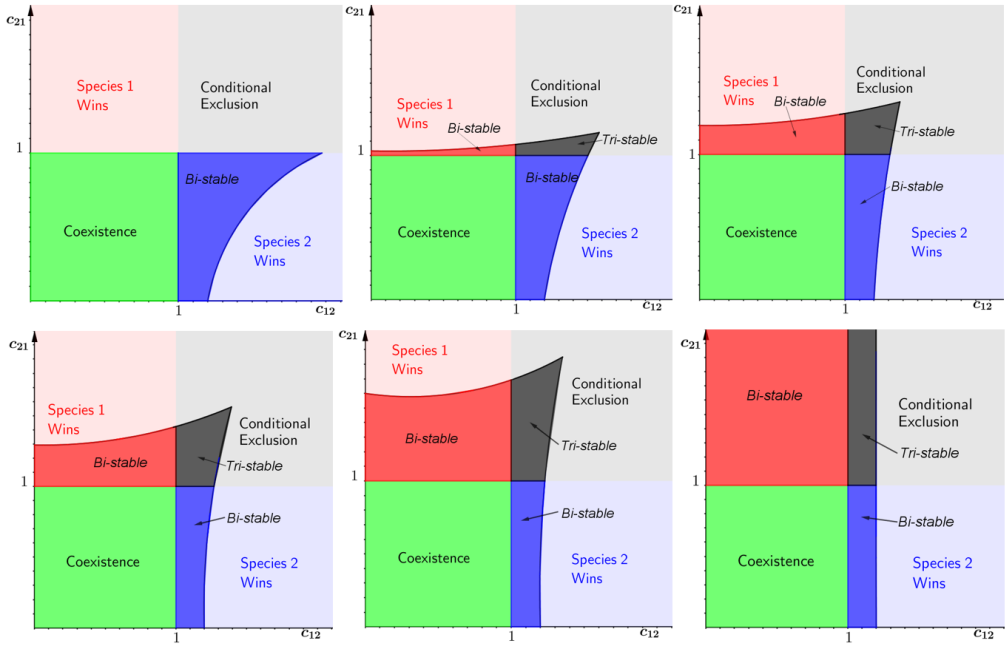 c21
Species 1
Wins
Conditional
Exclusion
1
Bi-stable
Coexistence
Species 2
Wins
1
c12
c21
Species 1
Wins
Bi-stable
Conditional
Exclusion
Tri-stable
1
Bi-stable
Coexistence
Species 2
Wins
1
c12
c21
Species 1
Wins
Bi-stable
Conditional
Exclusion
Tri-stable
1
Bi-stable
Coexistence
Species 2
Wins
1
c12
c21
Species 1
Wins
Conditional
Exclusion
Bi-stable
Tri-stable
1
Bi-stable
Coexistence
Species 2
Wins
1
c12
c21
Species 1
Wins
Conditional
Exclusion
Bi-stable
Tri-stable
1
Bi-stable
Coexistence
Species 2
Wins
1
c12
c21
Bi-stable
Conditional
Exclusion
Tri-stable
1
Bi-stable
Coexistence
Species 2
Wins
1
c12